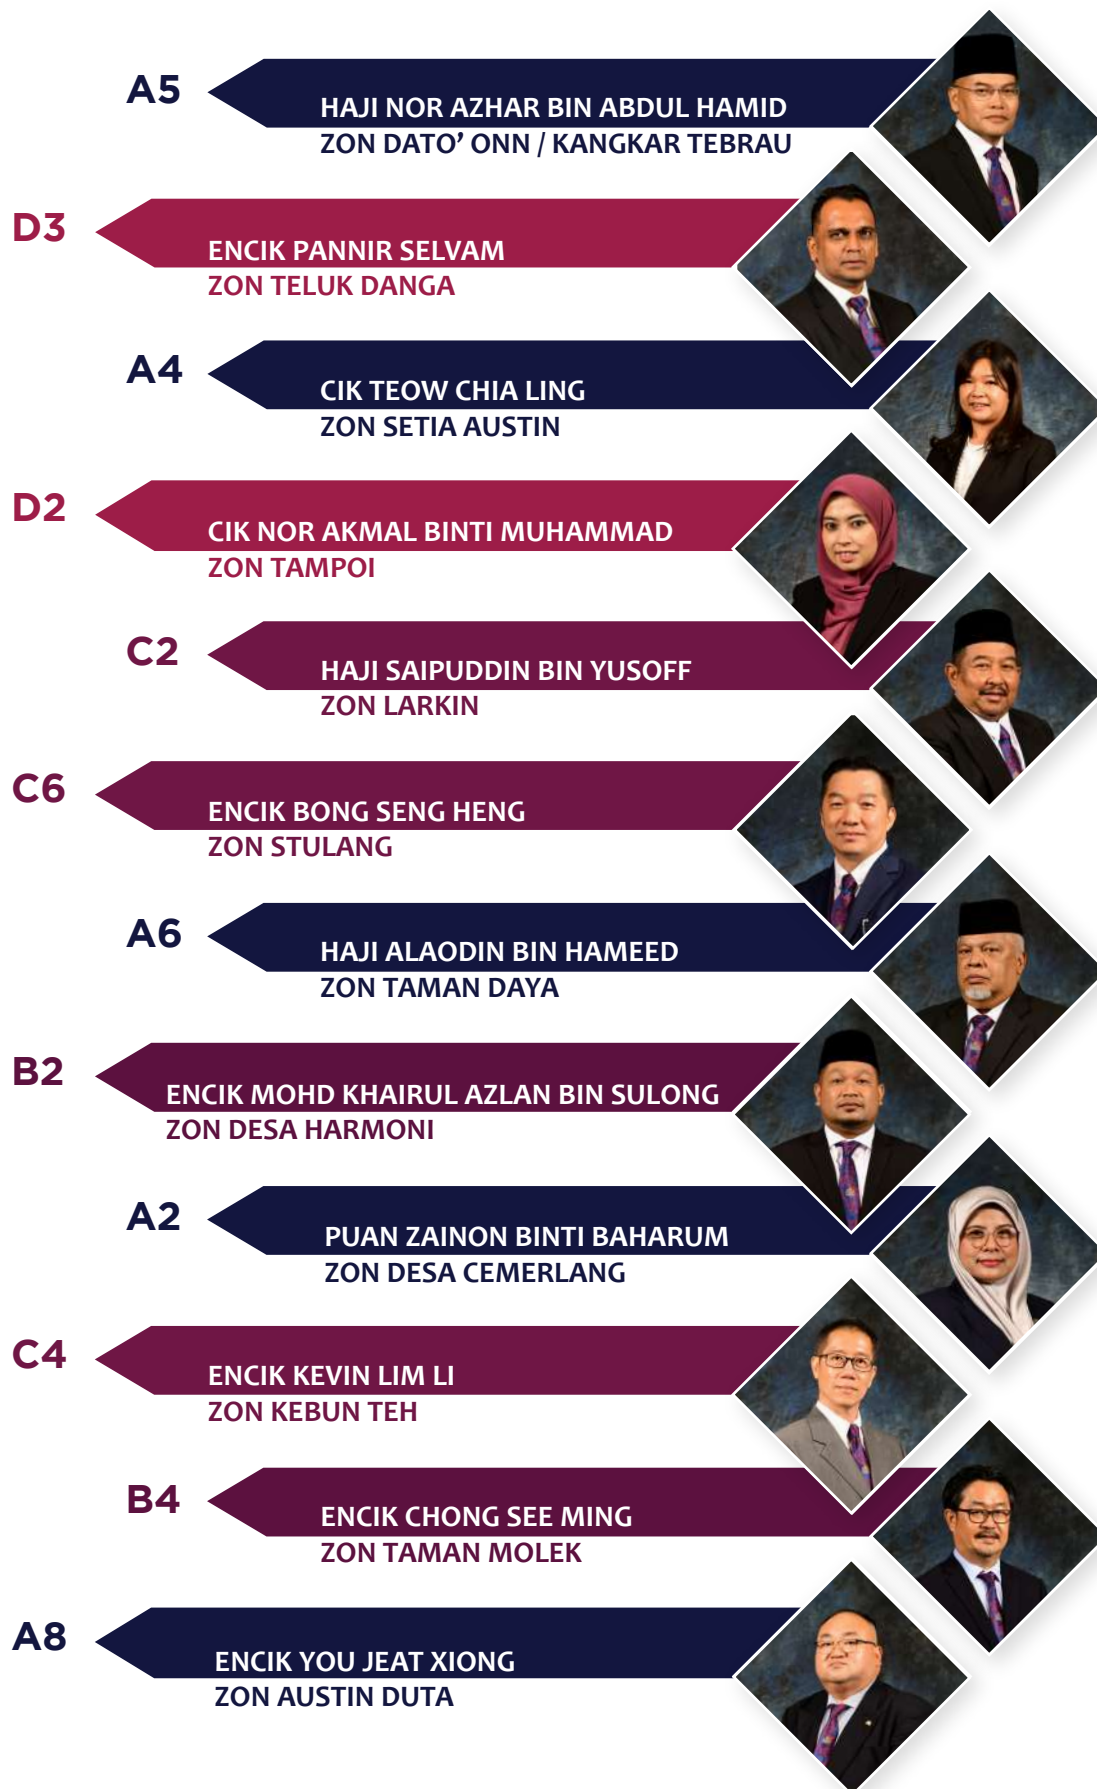 A5
HAJI NOR AZHAR BIN ABDUL HAMID
ZON DATO’ ONN / KANGKAR TEBRAU
D3
ENCIK PANNIR SELVAM
ZON TELUK DANGA
A4
CIK TEOW CHIA LING
ZON SETIA AUSTIN
D2
CIK NOR AKMAL BINTI MUHAMMAD
ZON TAMPOI
C2
HAJI SAIPUDDIN BIN YUSOFF
ZON LARKIN
C6
ENCIK BONG SENG HENG
ZON STULANG
A6
HAJI ALAODIN BIN HAMEED
ZON TAMAN DAYA
B2
ENCIK MOHD KHAIRUL AZLAN BIN SULONG
ZON DESA HARMONI
A2
PUAN ZAINON BINTI BAHARUM
ZON DESA CEMERLANG
C4
ENCIK KEVIN LIM LI
ZON KEBUN TEH
B4
ENCIK CHONG SEE MING
ZON TAMAN MOLEK
A8
ENCIK YOU JEAT XIONG
ZON AUSTIN DUTA